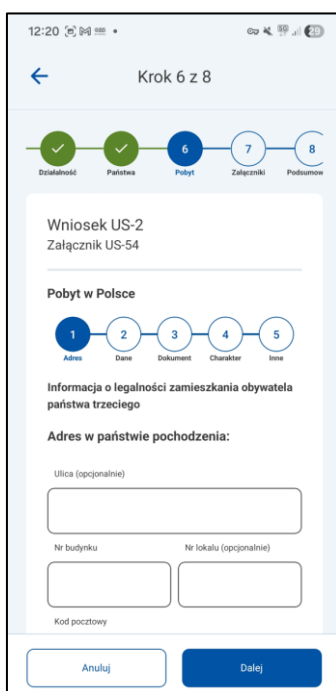 12:20
29
Krok 6 z 8
6 7 8
Działalność Państwa Pobyt Załączniki Podsumow
Wniosek US-2
Załącznik US-54
Pobyt w Polsce
1 2 3 4 5
Adres Dane Dokument Charakter Inne
Informacja o legalności zamieszkania obywatela
państwa trzeciego
Adres w państwie pochodzenia:
Ulica (opcjonalnie)
Nr budynku Nr lokalu (opcjonalnie)
Kod pocztowy
Anuluj Dalej